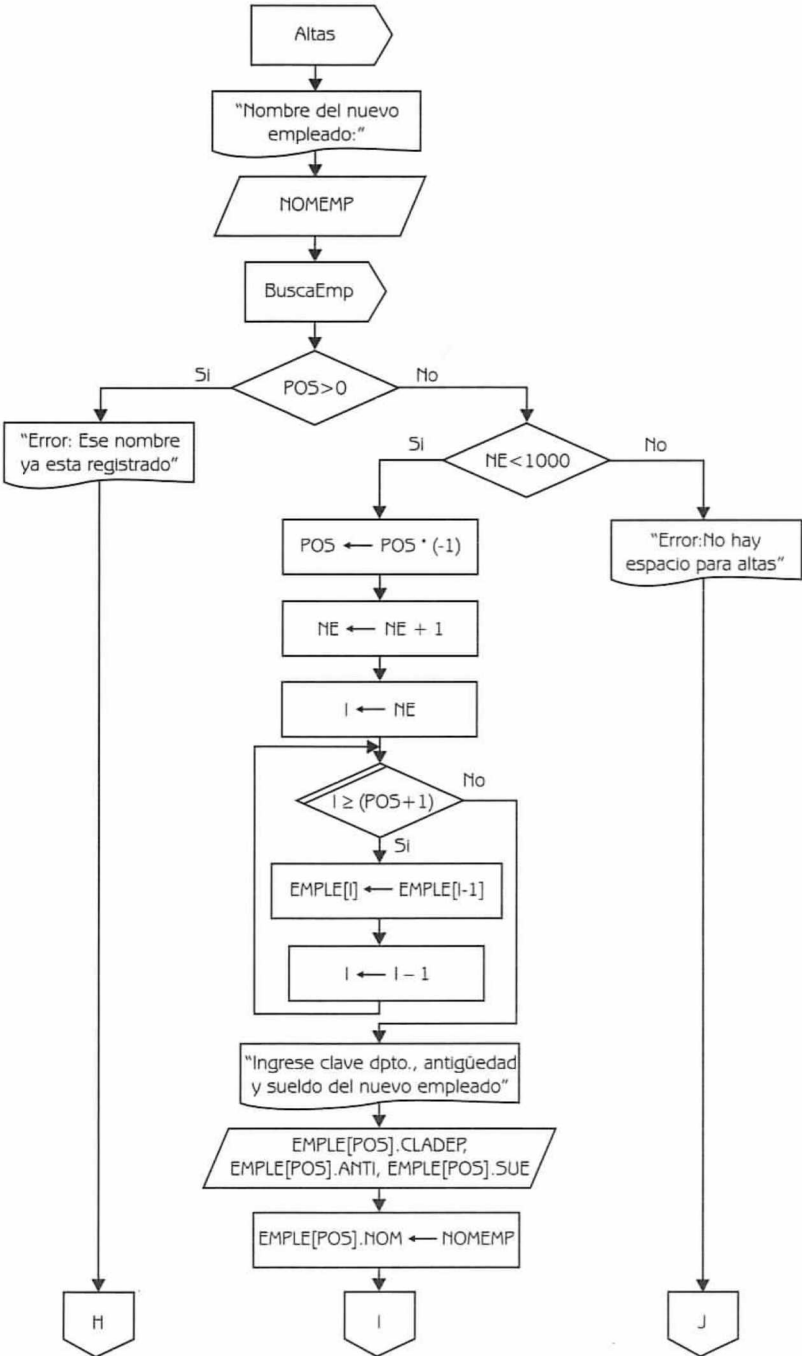 Altas
"Nombre del nuevo
empleado:"
NOMEMP
BuscaEmp
POS>0
Si
No
"Error: Ese nombre
ya esta registrado"
NE<1000
Si
No
POS ← POS * (-1)
"Error:No hay
espacio para altas"
NE ← NE + 1
I ← NE
I ≥ (POS+1)
No
Si
EMPLE[I] ← EMPLE[I-1]
I ← I – 1
"Ingrese clave dpto., antigüedad
y sueldo del nuevo empleado"
EMPLE[POS].CLADEP,
EMPLE[POS].ANTI, EMPLE[POS].SUE
EMPLE[POS].NOM ← NOMEMP
H
I
J